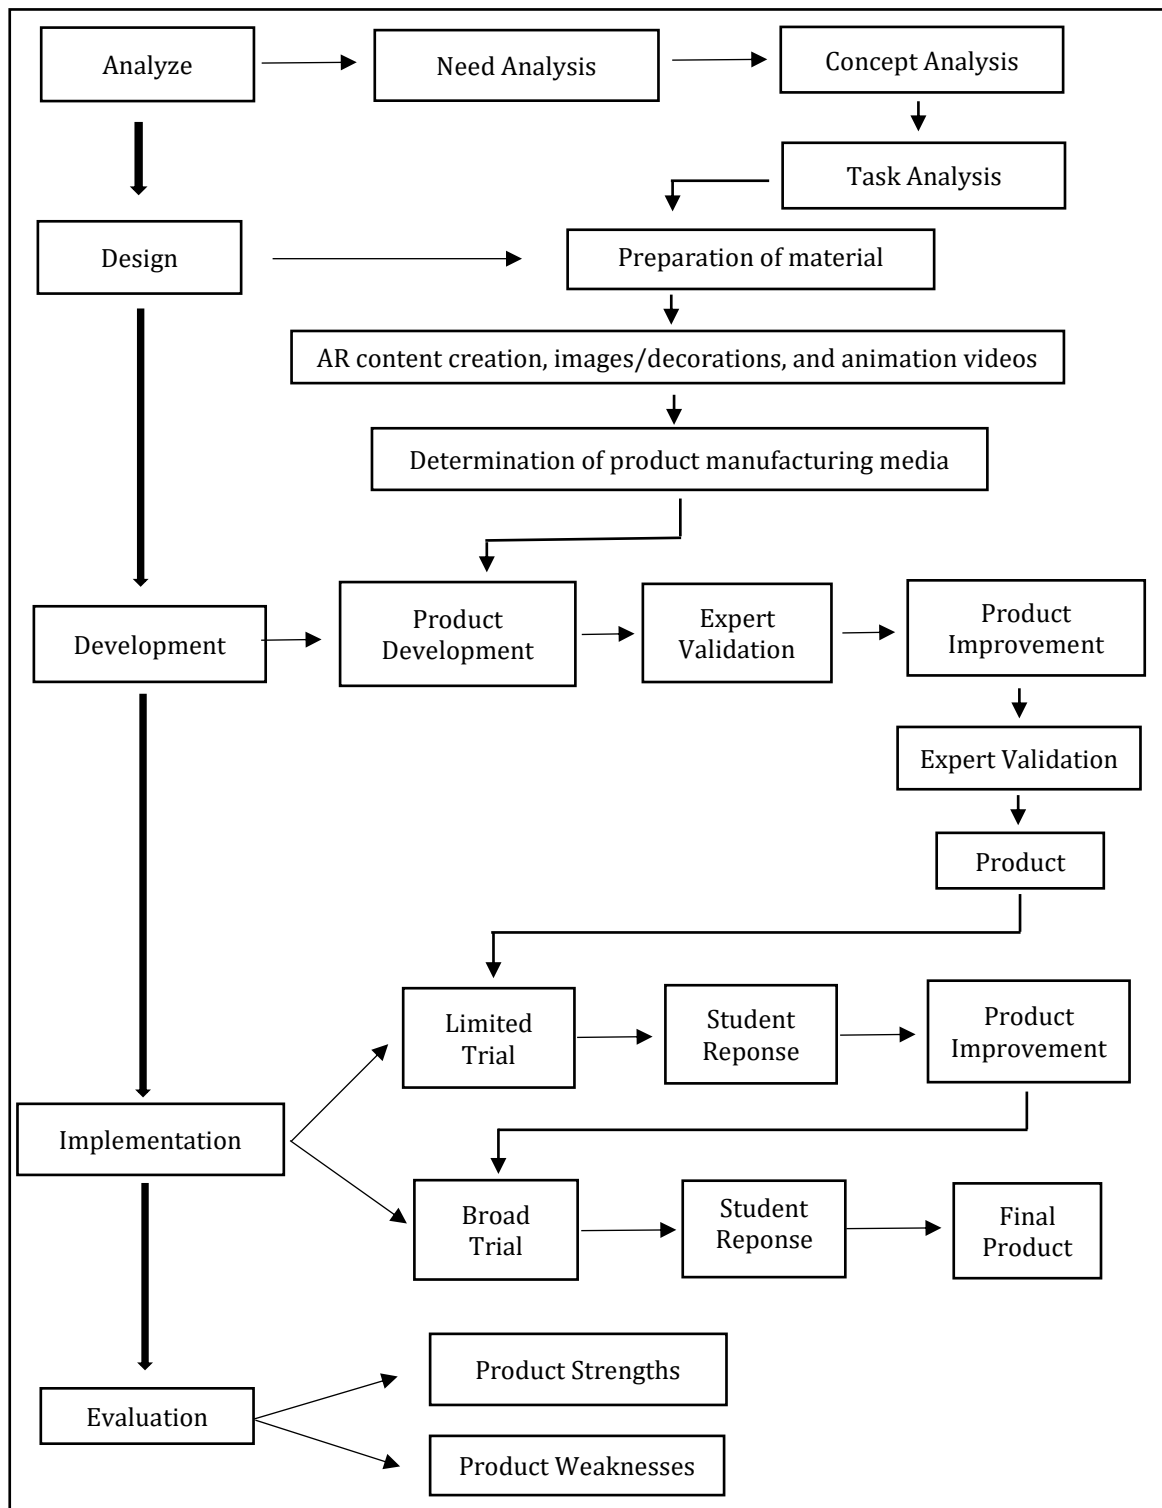 Analyze
Need Analysis
Concept Analysis
Task Analysis
Design
Preparation of material
AR content creation, images/decorations, and animation videos
Determination of product manufacturing media
Development
Product
Development
Expert
Validation
Product
Improvement
Expert Validation
Product
Limited
Trial
Student
Reponse
Product
Improvement
Implementation
Broad
Trial
Student
Reponse
Final
Product
Product Strengths
Evaluation
Product Weaknesses